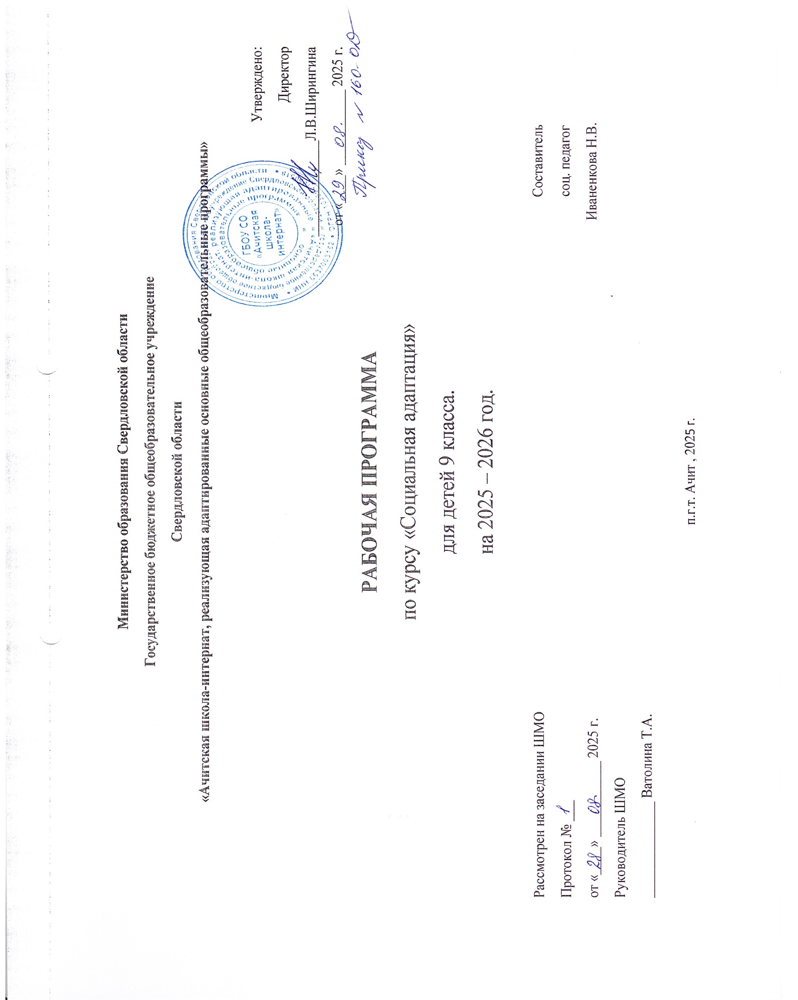 Министерство образования Свердловской области
Государственное бюджетное общеобразовательное учреждение
Свердловской области
«Ачитская школа-интернат, реализующая адаптированные основные общеобразовательные программы»
Утверждено:
Директор
Л.В.Ширингина
от «29» 08. 2025 г.
Приказ № 160-ОД
ГБОУ СО
«Ачитская
школа-
интернат»
РАБОЧАЯ ПРОГРАММА
по курсу «Социальная адаптация»
для детей 9 класса.
на 2025 – 2026 год.
Рассмотрен на заседании ШМО
Протокол № 1
от «28» 08. 2025 г.
Руководитель ШМО
Ватолина Т.А.
Составитель
соц. педагог
Иваненкова Н.В.
п.г.т. Ачит , 2025 г.